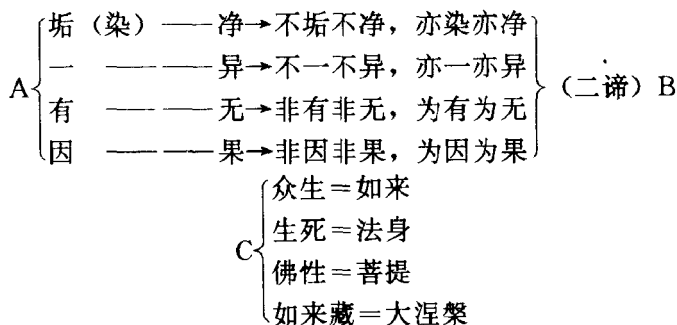 垢（染）——净→不垢不净，亦染亦净
一 ———异→不一不异，亦一亦异
A （二谛）B
有 ———无→非有非无，为有为无
因 ———果→非因非果，为因为果
众生＝如来
生死＝法身
C
佛性＝菩提
如来藏＝大涅槃